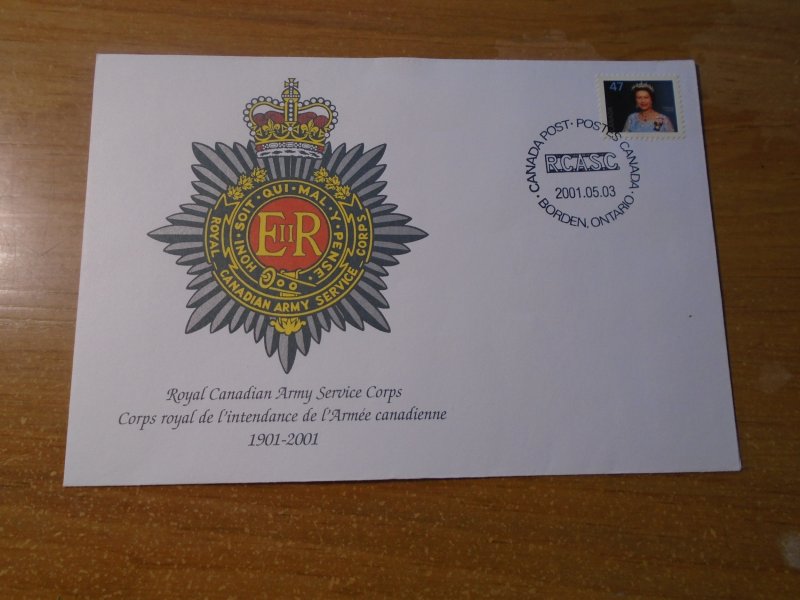 47
CANADA POST · POSTES CANADA
R.C.A.S.C
2001.05.03
BORDEN, ONTARIO
HONI · SOIT · QUI · MAL · Y · PENSE
EIIR
ROYAL CANADIAN ARMY SERVICE CORPS
Royal Canadian Army Service Corps
Corps royal de l'intendance de l'Armée canadienne
1901-2001